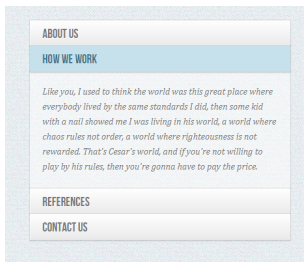 ABOUT US
HOW WE WORK
Like you, I used to think the world was this great place where
everybody lived by the same standards I did, then some kid
with a nail showed me I was living in his world, a world where
chaos rules not order, a world where righteousness is not
rewarded. That's Cesar's world, and if you're not willing to
play by his rules, then you're gonna have to pay the price.
REFERENCES
CONTACT US